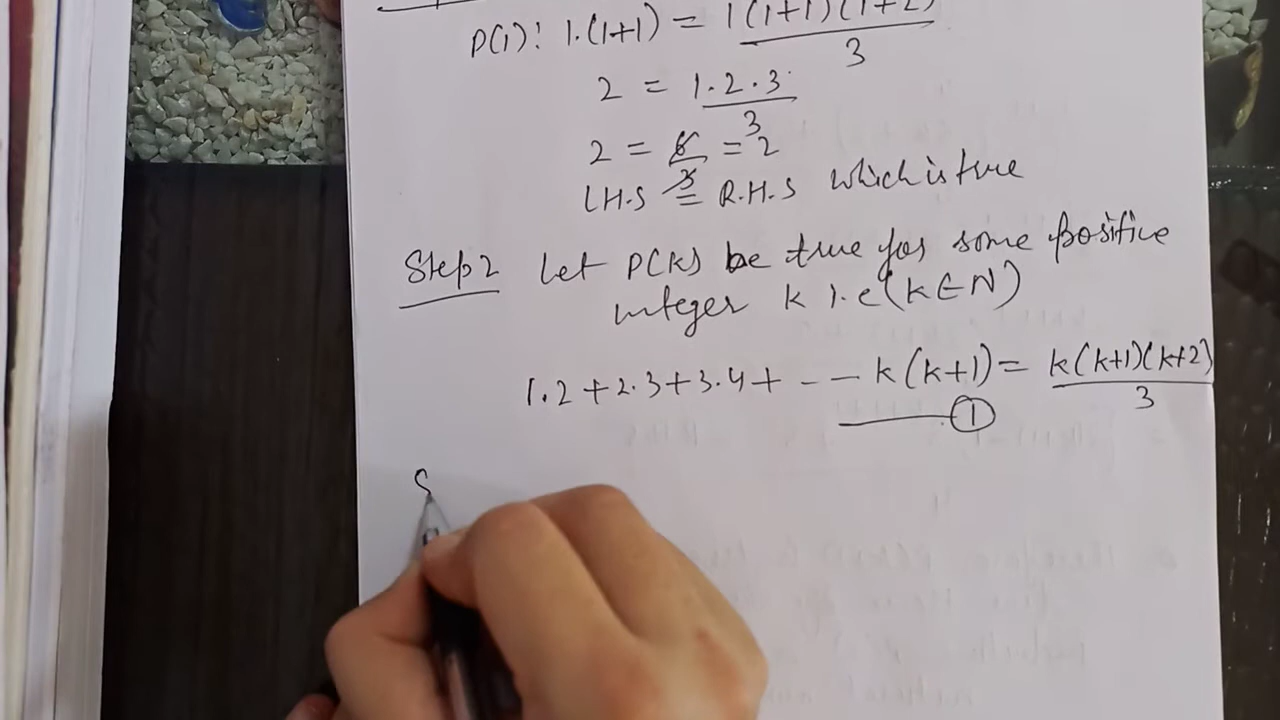 P(1): 1.(1+1) = 1(1+1)(1+2)/3
2 = 1.2.3/3
2 = 6/3 = 2
LH.S = R.H.S which is true
Step 2 Let P(K) be true for some positive
integer k i.e (K∈N)
1.2+2.3+3.4+ - - k(k+1) = k(k+1)(k+2)/3
1
S